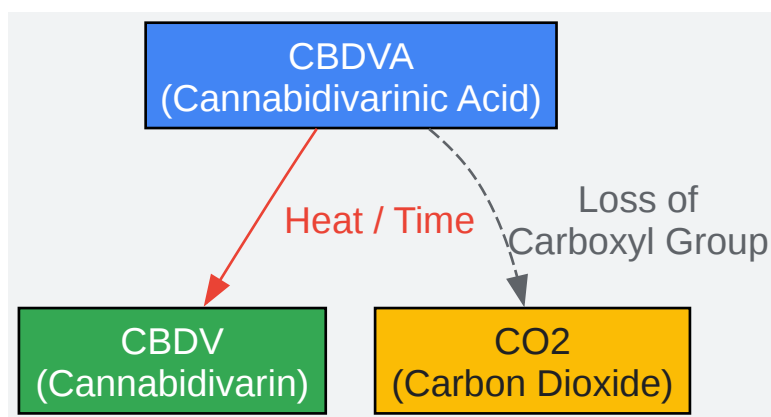 CBDVA
(Cannabidivarinic Acid)
Heat / Time
Loss of
Carboxyl Group
CBDV
(Cannabidivarin)
CO2
(Carbon Dioxide)